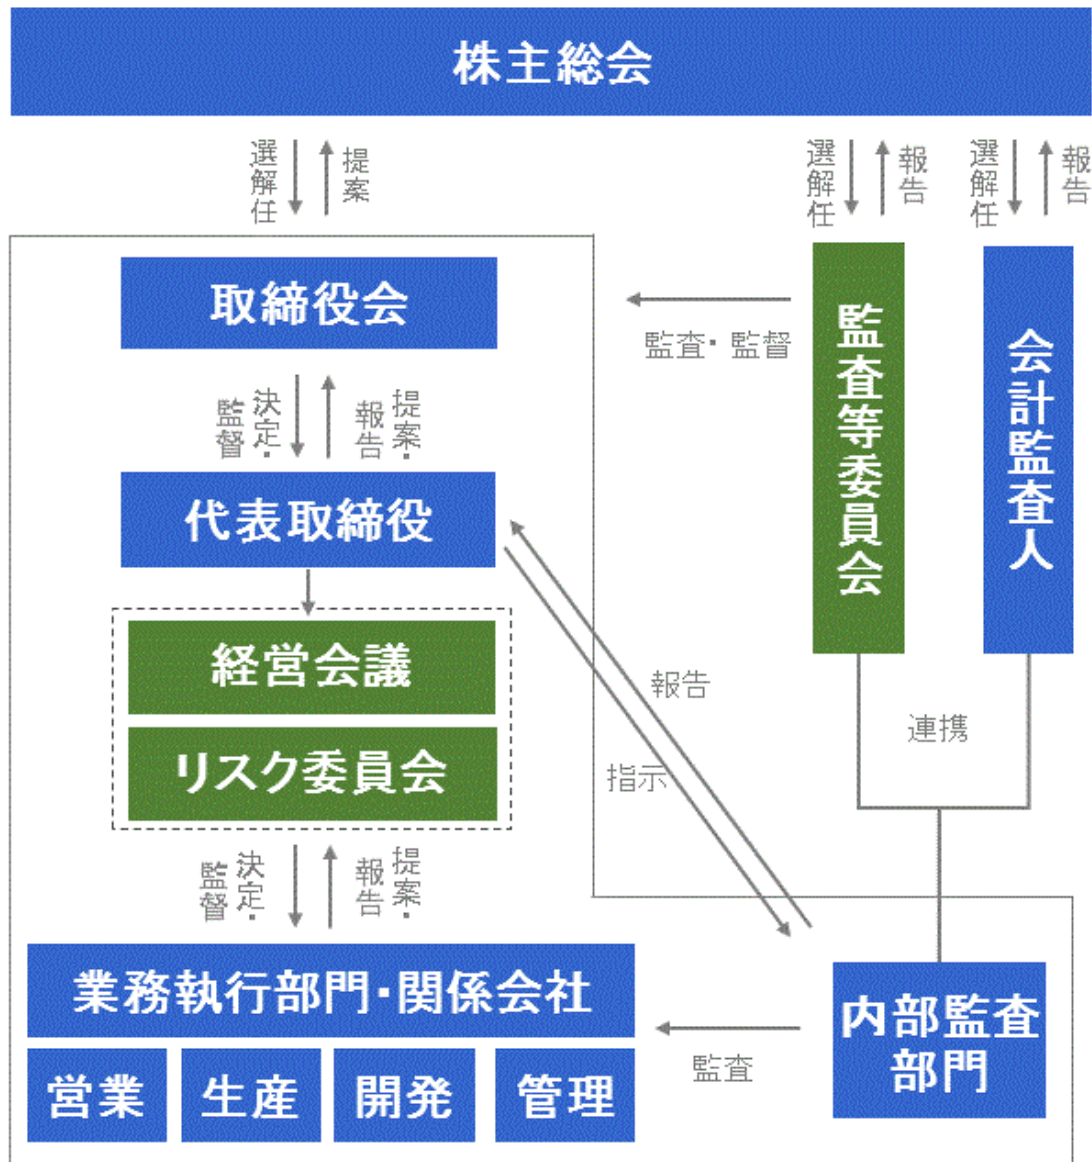 株主総会
選解任
提案
選解任
報告
選解任
報告
取締役会
監査・監督
監査等委員会
会計監査人
決定・
監督
提案・
報告
代表取締役
経営会議
リスク委員会
報告
指示
連携
決定・
監督
提案・
報告
業務執行部門・関係会社
営業
生産
開発
管理
監査
内部監査
部門